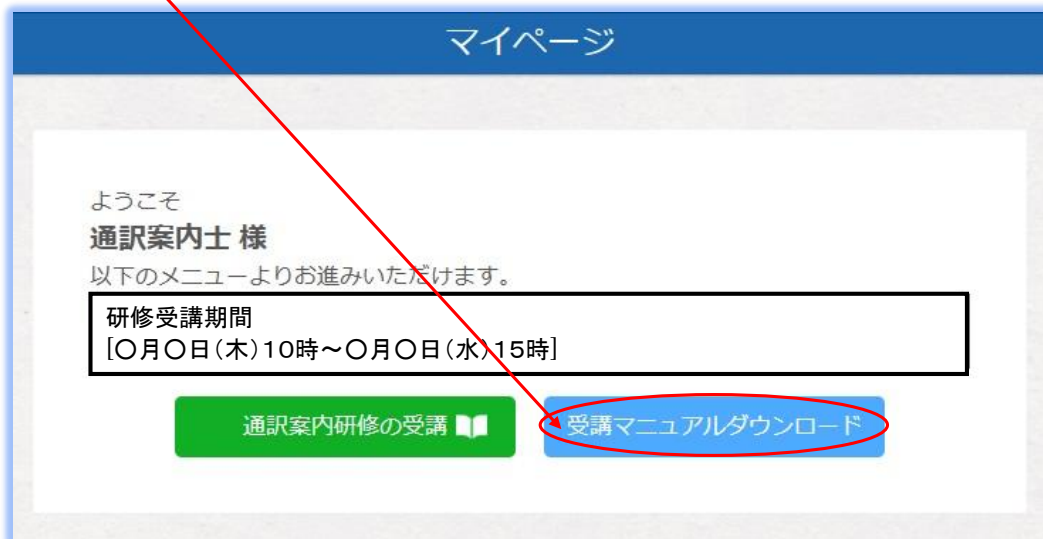 マイページ
ようこそ
通訳案内士 様
以下のメニューよりお進みいただけます。
研修受講期間
[〇月〇日(木)10時~〇月〇日(水)15時]
通訳案内研修の受講
受講マニュアルダウンロード